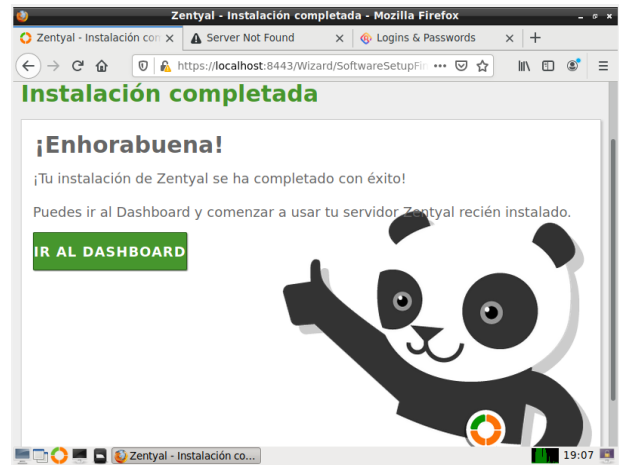 Zentyal - Instalación completada - Mozilla Firefox
Zentyal - Instalación con
Server Not Found
Logins & Passwords
https://localhost:8443/Wizard/SoftwareSetupFin
Instalación completada
¡Enhorabuena!
¡Tu instalación de Zentyal se ha completado con éxito!
Puedes ir al Dashboard y comenzar a usar tu servidor Zentyal recién instalado.
IR AL DASHBOARD
Zentyal - Instalación co...
19:07